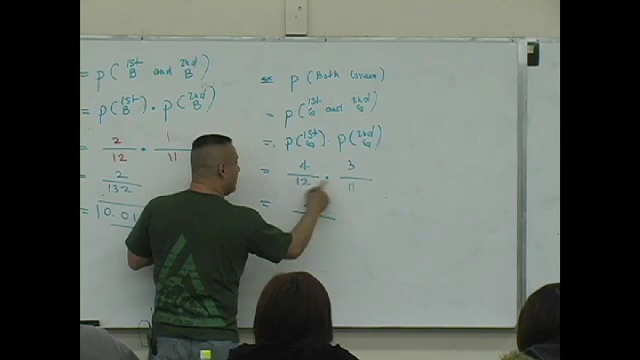 = P( 1st B and 2nd B )
= P( 1st B ) · P( 2nd B )
= 2/12 · 1/11
= 2/132
= 0.01
ex P ( Both Green )
= P( 1st G and 2nd G )
= P( 1st G ) · P( 2nd G )
= 4/12 · 3/11
=